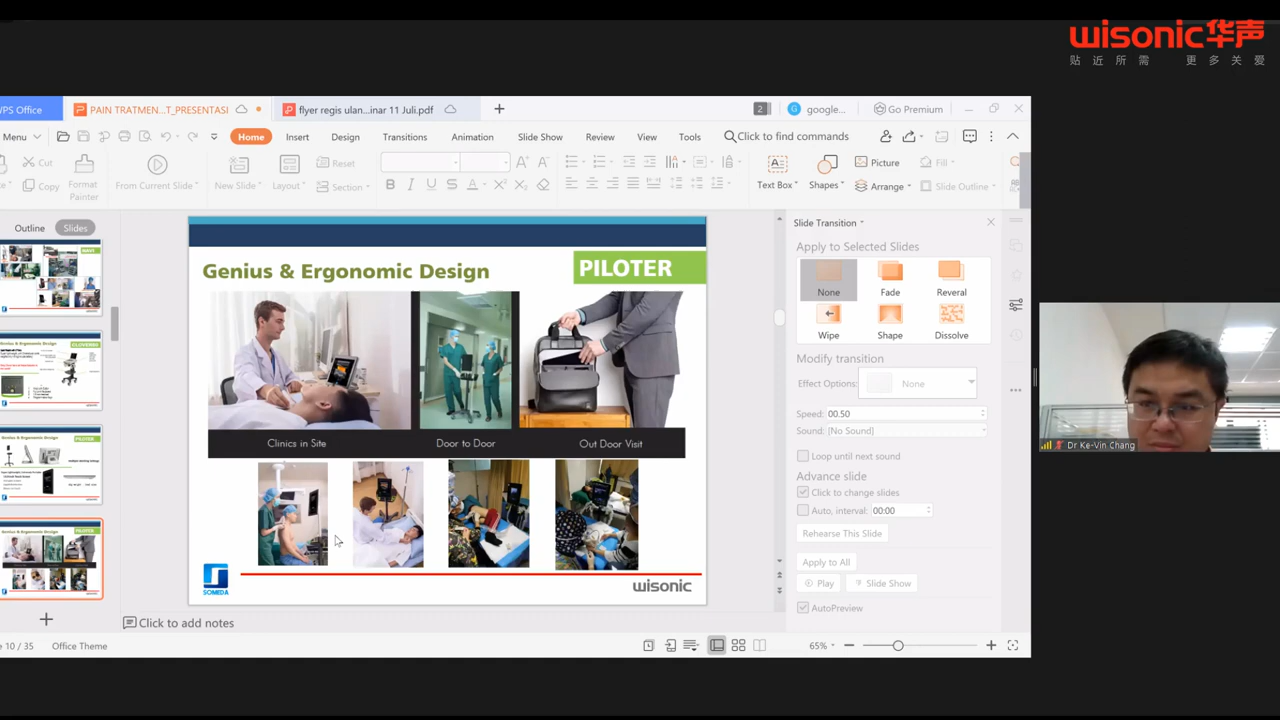 wisonic华声
贴近所需 更多关爱
WPS Office
PAIN TRATMEN...T_PRESENTASI
flyer regis ulan...inar 11 Juli.pdf
2
google...
Go Premium
Menu
Home
Insert
Design
Transitions
Animation
Slide Show
Review
View
Tools
Click to find commands
Cut
Copy
Format
Painter
From Current Slide
New Slide
Layout
Reset
Section
B I U S A X² X₂
Text Box
Shapes
Picture
Arrange
Fill
Slide Outline
Outline
Slides
Genius & Ergonomic Design
PILOTER
Clinics in Site
Door to Door
Out Door Visit
SOMEDA
wisonic
Slide Transition
Apply to Selected Slides
None
Fade
Reveral
Wipe
Shape
Dissolve
Modify transition
Effect Options:
None
Speed: 00.50
Sound: [No Sound]
Loop until next sound
Advance slide
Click to change slides
Auto, interval: 00:00
Rehearse This Slide
Apply to All
Play
Slide Show
AutoPreview
Dr Ke-Vin Chang
Click to add notes
10 / 35
Office Theme
65%